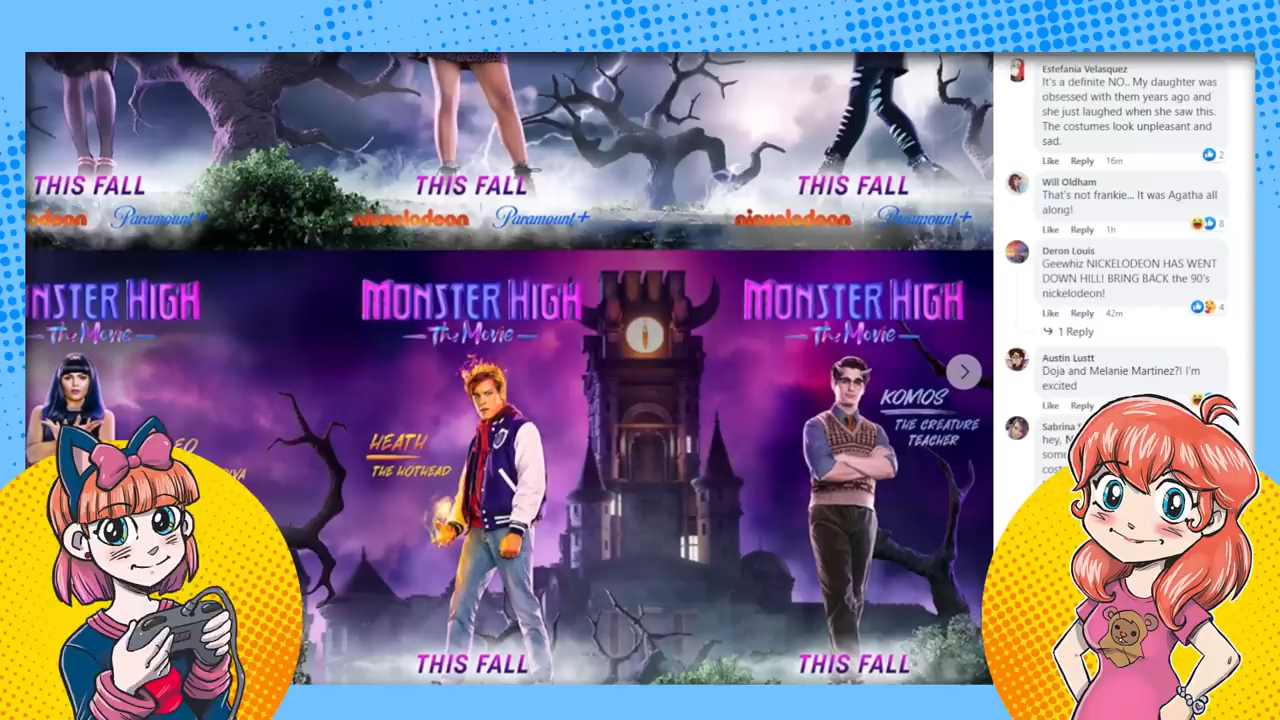 THIS FALL
THIS FALL
THIS FALL
Paramount+
nickelodeon
Paramount+
nickelodeon
Paramount+
NSTER HIGH
The Movie
MONSTER HIGH
The Movie
MONSTER HIGH
The Movie
HEATH
THE HOTHEAD
KOMOS
THE CREATURE
TEACHER
THIS FALL
THIS FALL
Estefania Velasquez
It's a definite NO.. My daughter was
obsessed with them years ago and
she just laughed when she saw this.
The costumes look unpleasant and
sad.
Like Reply 16m
2
Will Oldham
That's not frankie... It was Agatha all
along!
Like Reply 1h
8
Deron Louis
Geewhiz NICKELODEON HAS WENT
DOWN HILL! BRING BACK the 90's
nickelodeon!
Like Reply 42m
4
1 Reply
Austin Lustt
Doja and Melanie Martinez?! I'm
excited
Like Reply
Sabrina
hey,